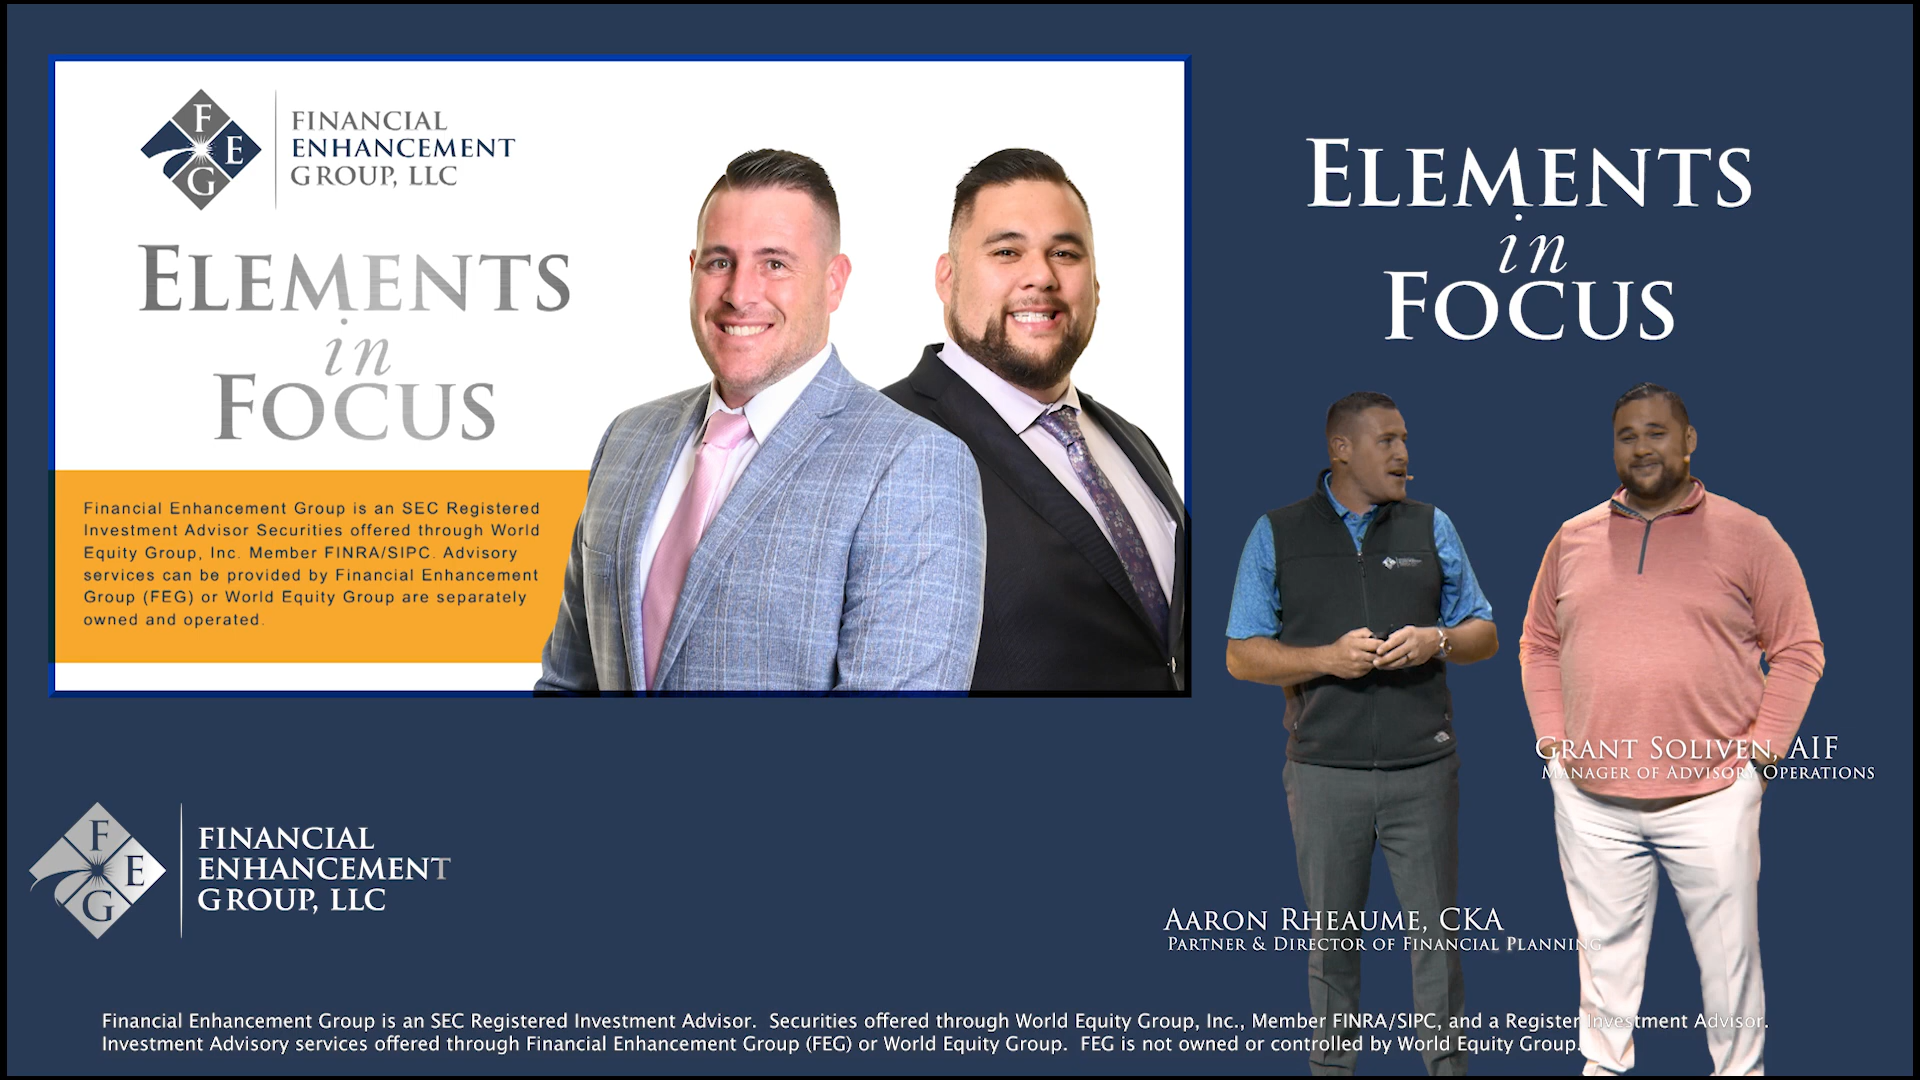 F
E
G
FINANCIAL
ENHANCEMENT
GROUP, LLC
ELEMENTS
in
FOCUS
Financial Enhancement Group is an SEC Registered
Investment Advisor Securities offered through World
Equity Group, Inc. Member FINRA/SIPC. Advisory
services can be provided by Financial Enhancement
Group (FEG) or World Equity Group are separately
owned and operated.
ELEMENTS
in
FOCUS
GRANT SOLIVEN, AIF
MANAGER OF ADVISORY OPERATIONS
F
E
G
FINANCIAL
ENHANCEMENT
GROUP, LLC
AARON RHEAUME, CKA
PARTNER & DIRECTOR OF FINANCIAL PLANNING
Financial Enhancement Group is an SEC Registered Investment Advisor. Securities offered through World Equity Group, Inc., Member FINRA/SIPC, and a Register Investment Advisor.
Investment Advisory services offered through Financial Enhancement Group (FEG) or World Equity Group. FEG is not owned or controlled by World Equity Group.